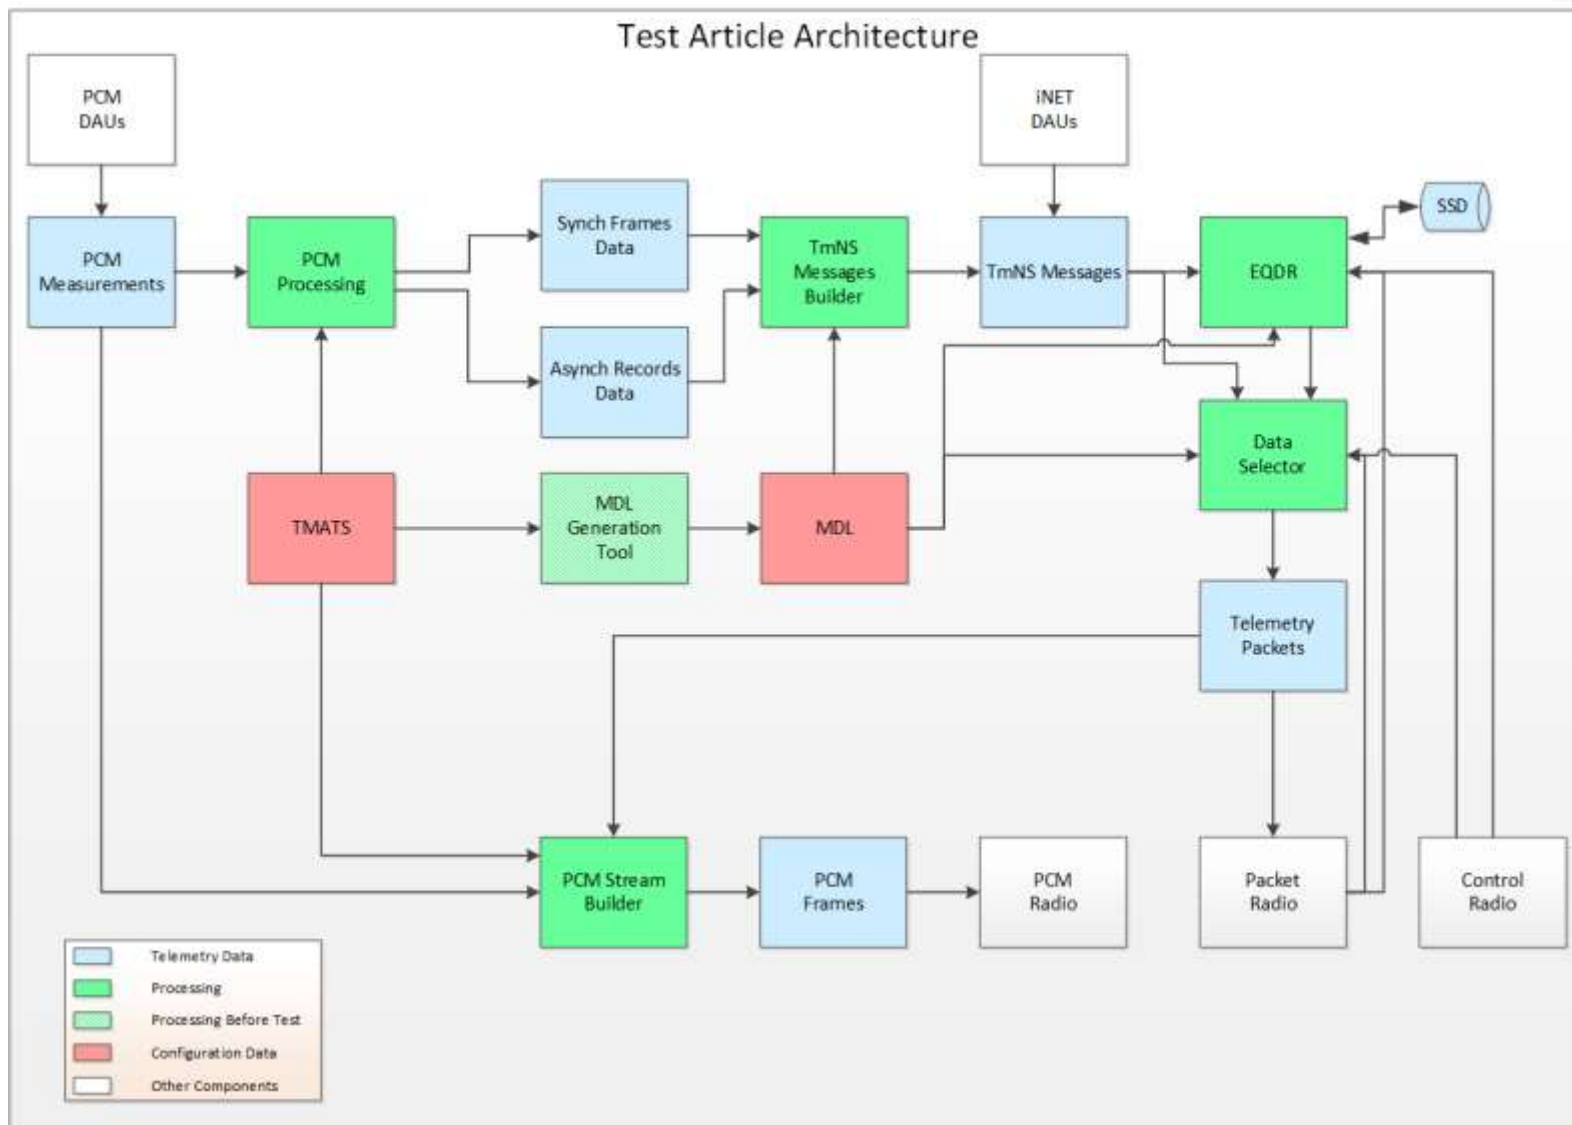 Test Article Architecture
PCM
DAUs
iNET
DAUs
SSD
PCM
Measurements
PCM
Processing
Synch Frames
Data
TmNS
Messages
Builder
TmNS Messages
EQDR
Asynch Records
Data
Data
Selector
TMATS
MDL
Generation
Tool
MDL
Telemetry
Packets
PCM Stream
Builder
PCM
Frames
PCM
Radio
Packet
Radio
Control
Radio
Telemetry Data
Processing
Processing Before Test
Configuration Data
Other Components